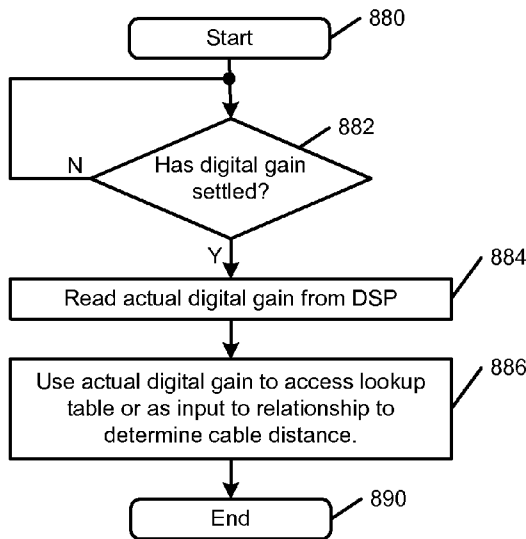 Start
880
882
Has digital gain
settled?
N
Y
884
Read actual digital gain from DSP
886
Use actual digital gain to access lookup
table or as input to relationship to
determine cable distance.
End
890